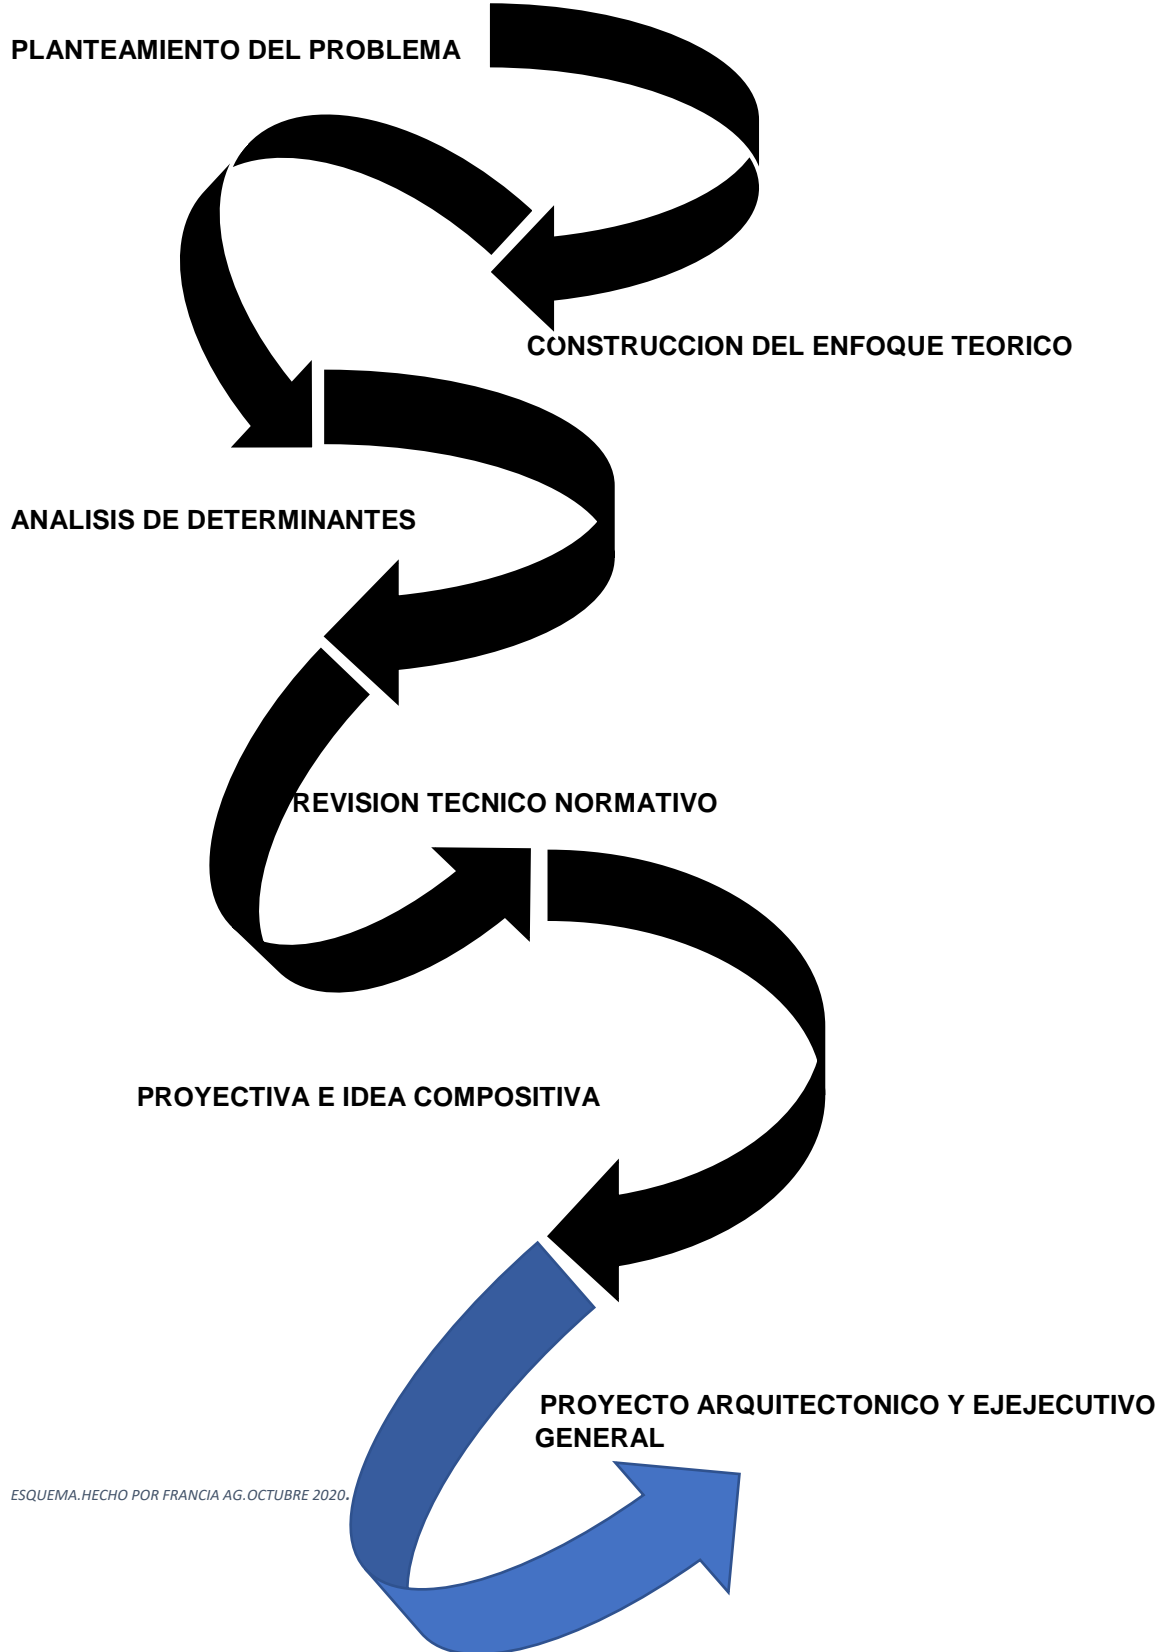 PLANTEAMIENTO DEL PROBLEMA
CONSTRUCCION DEL ENFOQUE TEORICO
ANALISIS DE DETERMINANTES
REVISION TECNICO NORMATIVO
PROYECTIVA E IDEA COMPOSITIVA
PROYECTO ARQUITECTONICO Y EJEJECUTIVO
GENERAL
ESQUEMA.HECHO POR FRANCIA AG.OCTUBRE 2020.